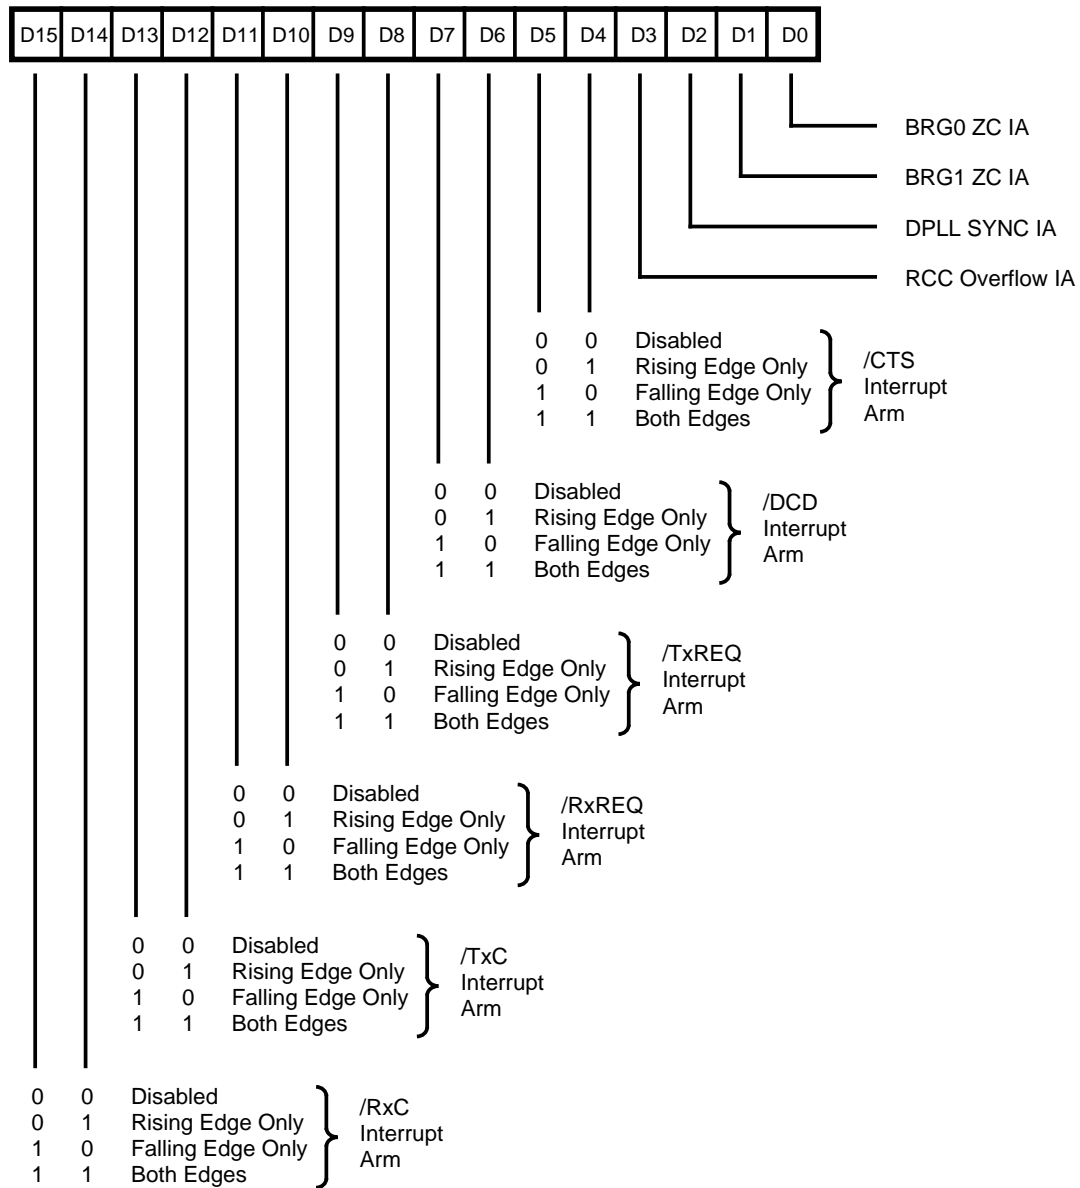 D15 D14 D13 D12 D11 D10 D9 D8 D7 D6 D5 D4 D3 D2 D1 D0
BRG0 ZC IA
BRG1 ZC IA
DPLL SYNC IA
RCC Overflow IA
0 0 Disabled
0 1 Rising Edge Only
1 0 Falling Edge Only
1 1 Both Edges
/CTS
Interrupt
Arm
0 0 Disabled
0 1 Rising Edge Only
1 0 Falling Edge Only
1 1 Both Edges
/DCD
Interrupt
Arm
0 0 Disabled
0 1 Rising Edge Only
1 0 Falling Edge Only
1 1 Both Edges
/TxREQ
Interrupt
Arm
0 0 Disabled
0 1 Rising Edge Only
1 0 Falling Edge Only
1 1 Both Edges
/RxREQ
Interrupt
Arm
0 0 Disabled
0 1 Rising Edge Only
1 0 Falling Edge Only
1 1 Both Edges
/TxC
Interrupt
Arm
0 0 Disabled
0 1 Rising Edge Only
1 0 Falling Edge Only
1 1 Both Edges
/RxC
Interrupt
Arm